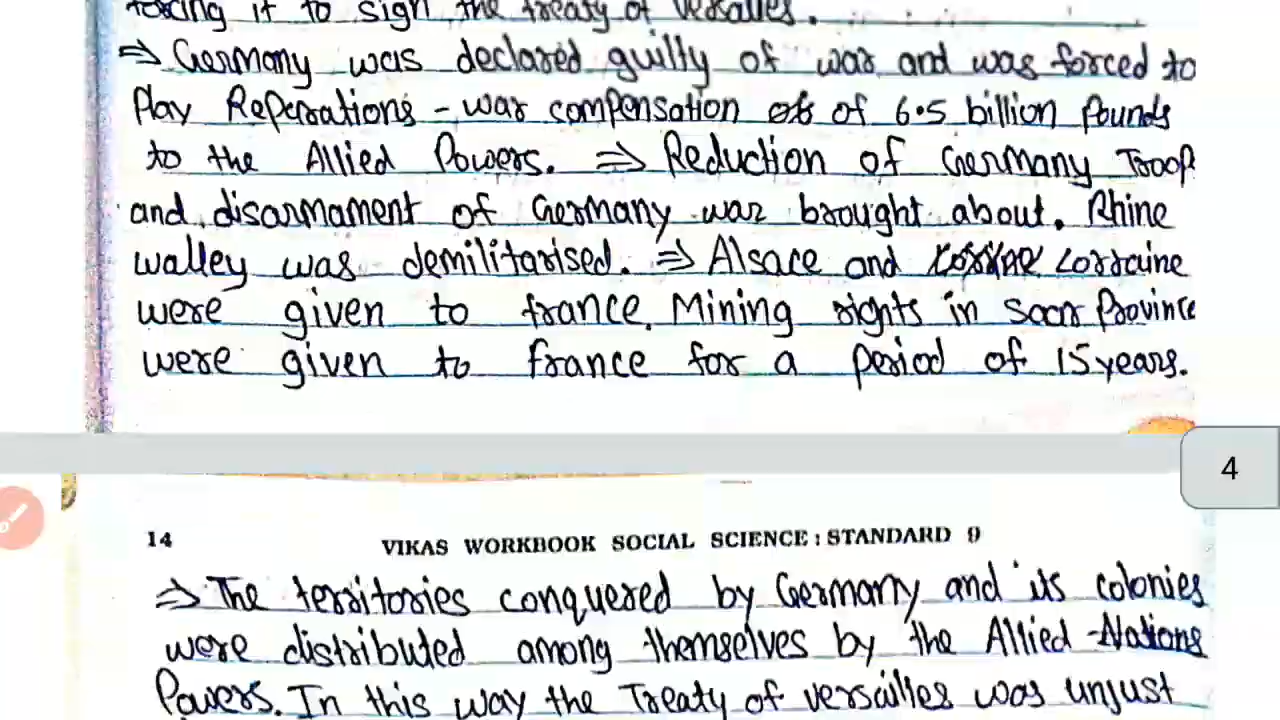 forcing it to sign the treaty of Versailles.
⇒ Germany was declared guilty of war and was forced to
Play Reparations - war compensation of of 6.5 billion Pounds
to the Allied Powers. ⇒ Reduction of Germany Troop
and disarmament of Germany war brought about. Rhine
walley was demilitarised. ⇒ Alsace and Lorraine
were given to france. Mining rights in Saar Province
were given to france for a period of 15 years.
4
14 VIKAS WORKBOOK SOCIAL SCIENCE : STANDARD 9
⇒ The territories conquered by Germany and its colonies
were distributed among themselves by the Allied Nations
Powers. In this way the Treaty of versailles was unjust